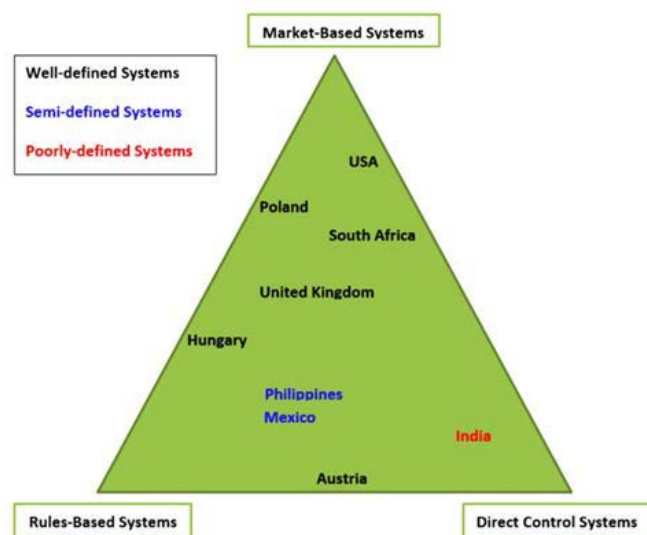 Market-Based Systems
Well-defined Systems
Semi-defined Systems
Poorly-defined Systems
USA
Poland
South Africa
United Kingdom
Hungary
Philippines
Mexico
India
Austria
Rules-Based Systems
Direct Control Systems